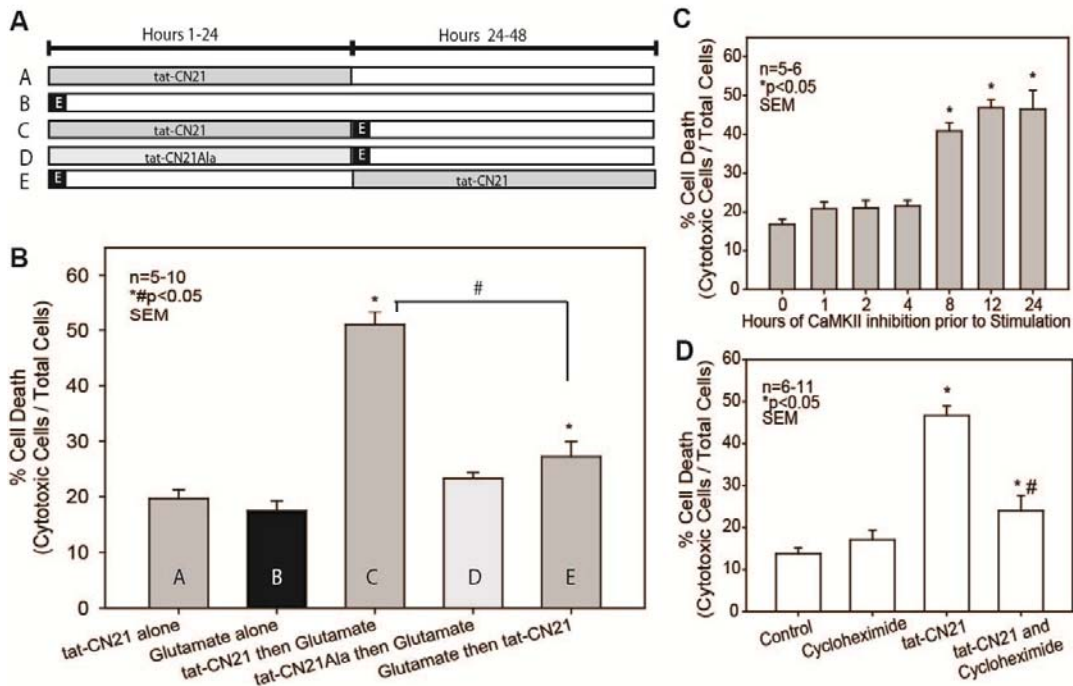 A
Hours 1-24
Hours 24-48
A
tat-CN21
B
E
C
tat-CN21
E
D
tat-CN21Ala
E
E
E
tat-CN21
B
% Cell Death
(Cytotoxic Cells / Total Cells)
60
50
40
30
20
10
0
n=5-10
*#p<0.05
SEM
*
#
*
A
B
C
D
E
tat-CN21 alone
Glutamate alone
tat-CN21 then Glutamate
tat-CN21Ala then Glutamate
Glutamate then tat-CN21
C
% Cell Death
(Cytotoxic Cells / Total Cells)
60
50
40
30
20
10
0
n=5-6
*p<0.05
SEM
* * *
0 1 2 4 8 12 24
Hours of CaMKII inhibition prior to Stimulation
D
% Cell Death
(Cytotoxic Cells / Total Cells)
60
50
40
30
20
10
0
n=6-11
*p<0.05
SEM
*
* #
Control
Cycloheximide
tat-CN21
tat-CN21 and
Cycloheximide